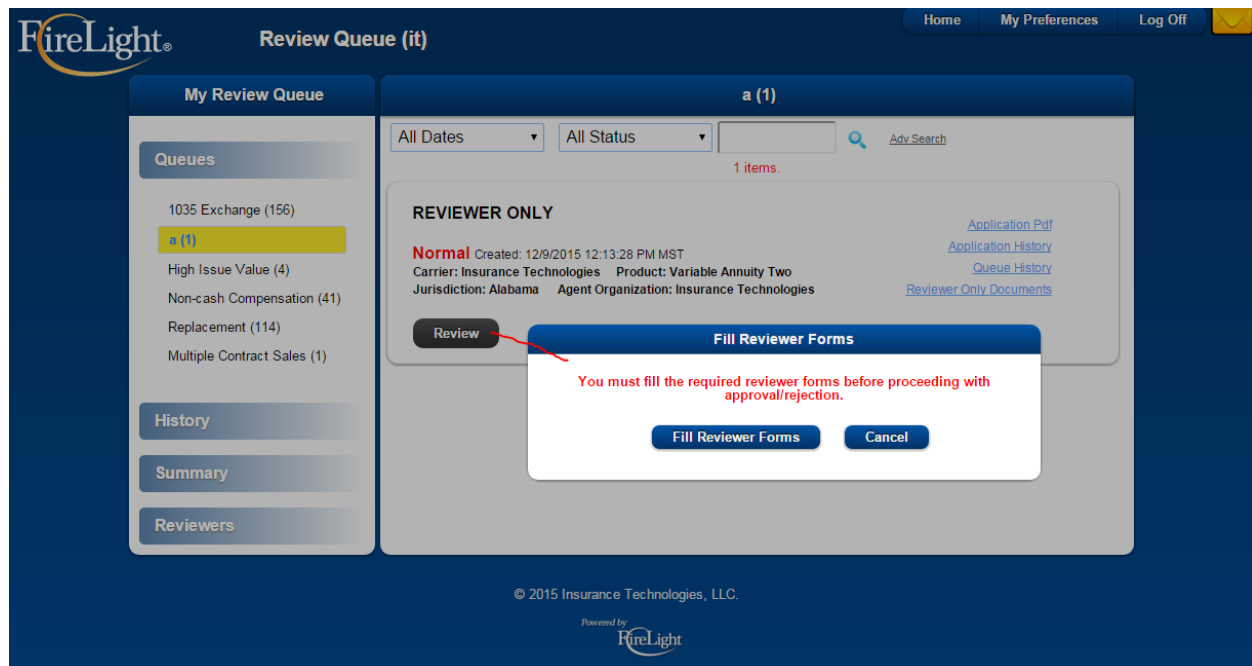 FireLight®
Review Queue (it)
Home My Preferences Log Off
My Review Queue
a (1)
Queues
1035 Exchange (156)
a (1)
High Issue Value (4)
Non-cash Compensation (41)
Replacement (114)
Multiple Contract Sales (1)
History
Summary
Reviewers
All Dates All Status Adv Search
1 items.
REVIEWER ONLY
Normal Created: 12/9/2015 12:13:28 PM MST
Carrier: Insurance Technologies Product: Variable Annuity Two
Jurisdiction: Alabama Agent Organization: Insurance Technologies
Application Pdf
Application History
Queue History
Reviewer Only Documents
Review
Fill Reviewer Forms
You must fill the required reviewer forms before proceeding with
approval/rejection.
Fill Reviewer Forms Cancel
© 2015 Insurance Technologies, LLC.
Powered by
FireLight